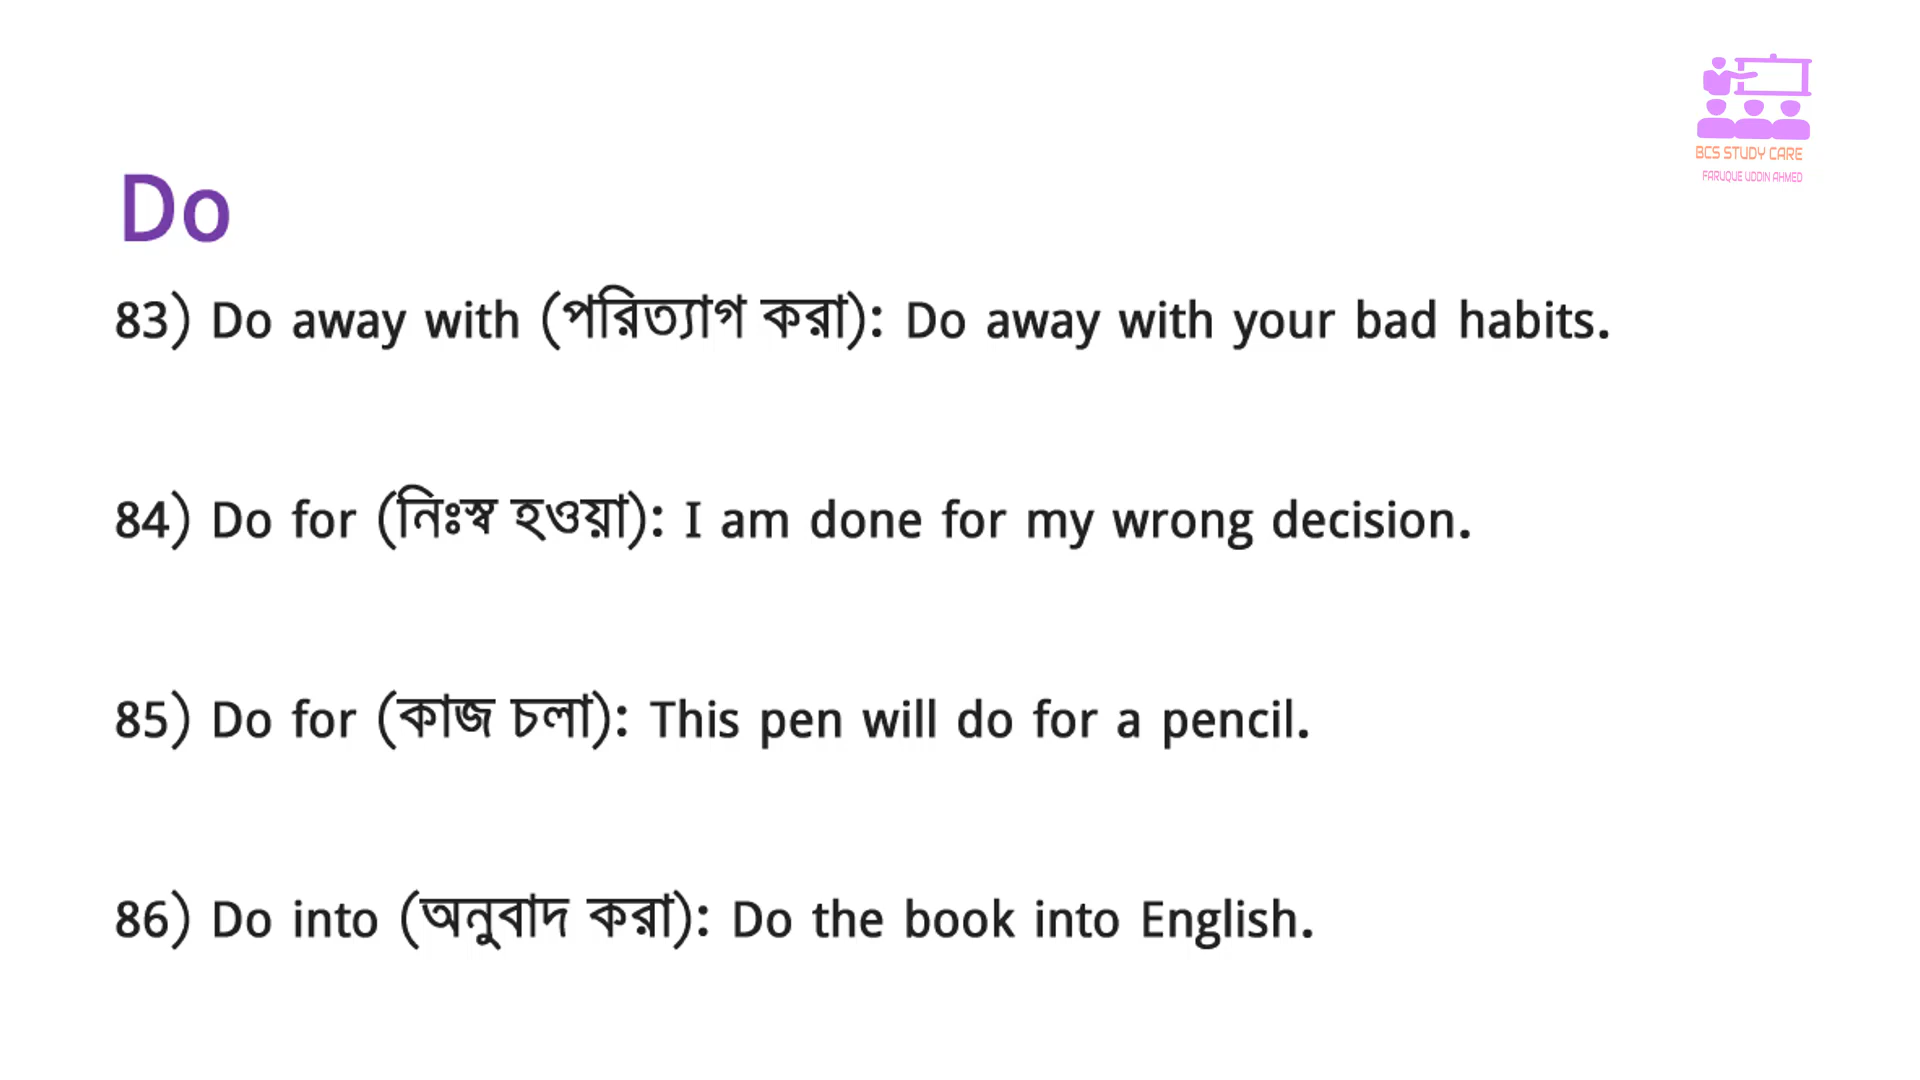 BCS STUDY CARE
FARUQUE UDDIN AHMED
Do
83) Do away with (পরিত্যাগ করা): Do away with your bad habits.
84) Do for (নিঃস্ব হওয়া): I am done for my wrong decision.
85) Do for (কাজ চলা): This pen will do for a pencil.
86) Do into (অনুবাদ করা): Do the book into English.